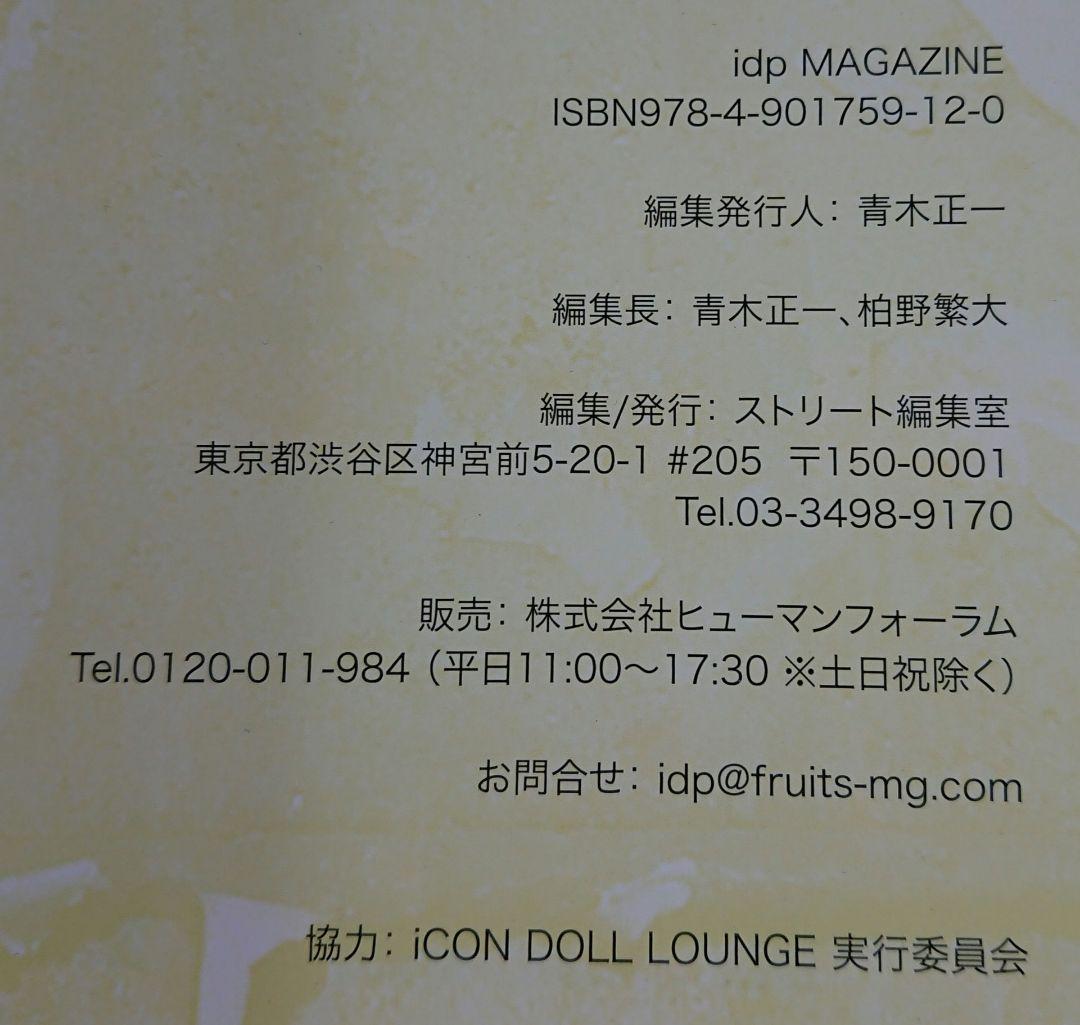 idp MAGAZINE
ISBN978-4-901759-12-0
編集発行人：青木正一
編集長：青木正一、柏野繁大
編集/発行：ストリート編集室
東京都渋谷区神宮前5-20-1 #205 〒150-0001
Tel.03-3498-9170
販売：株式会社ヒューマンフォーラム
Tel.0120-011-984（平日11:00〜17:30 ※土日祝除く）
お問合せ：idp@fruits-mg.com
協力：iCON DOLL LOUNGE 実行委員会